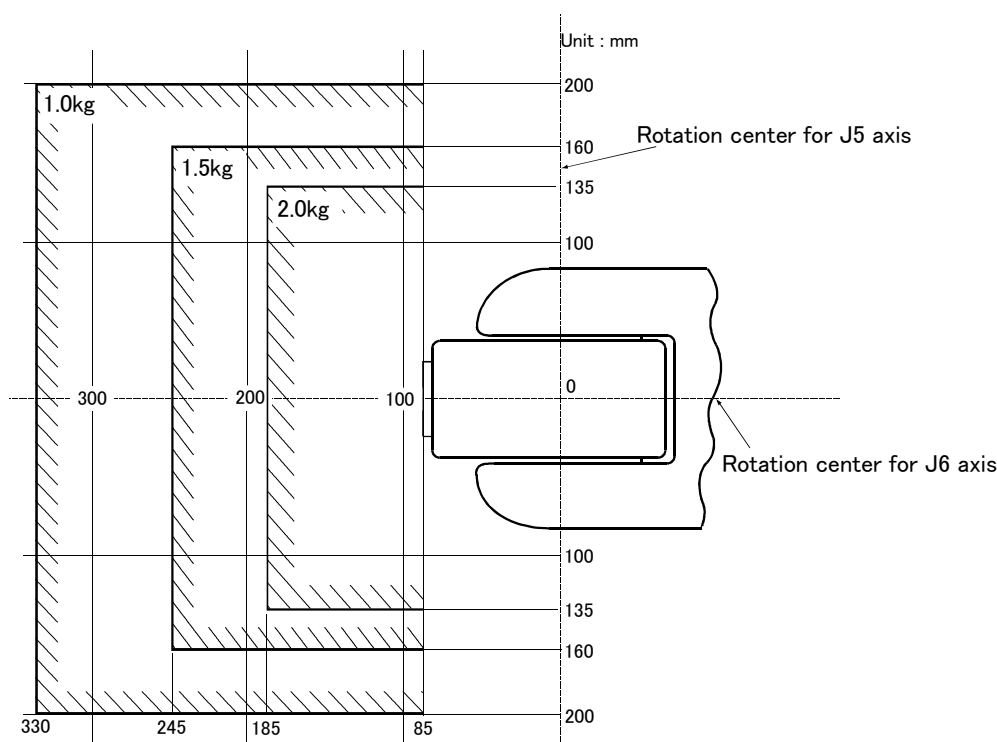 Unit : mm
200
1.0kg
Rotation center for J5 axis
160
1.5kg
135
2.0kg
100
0
300
200
100
Rotation center for J6 axis
100
135
160
200
330
245
185
85